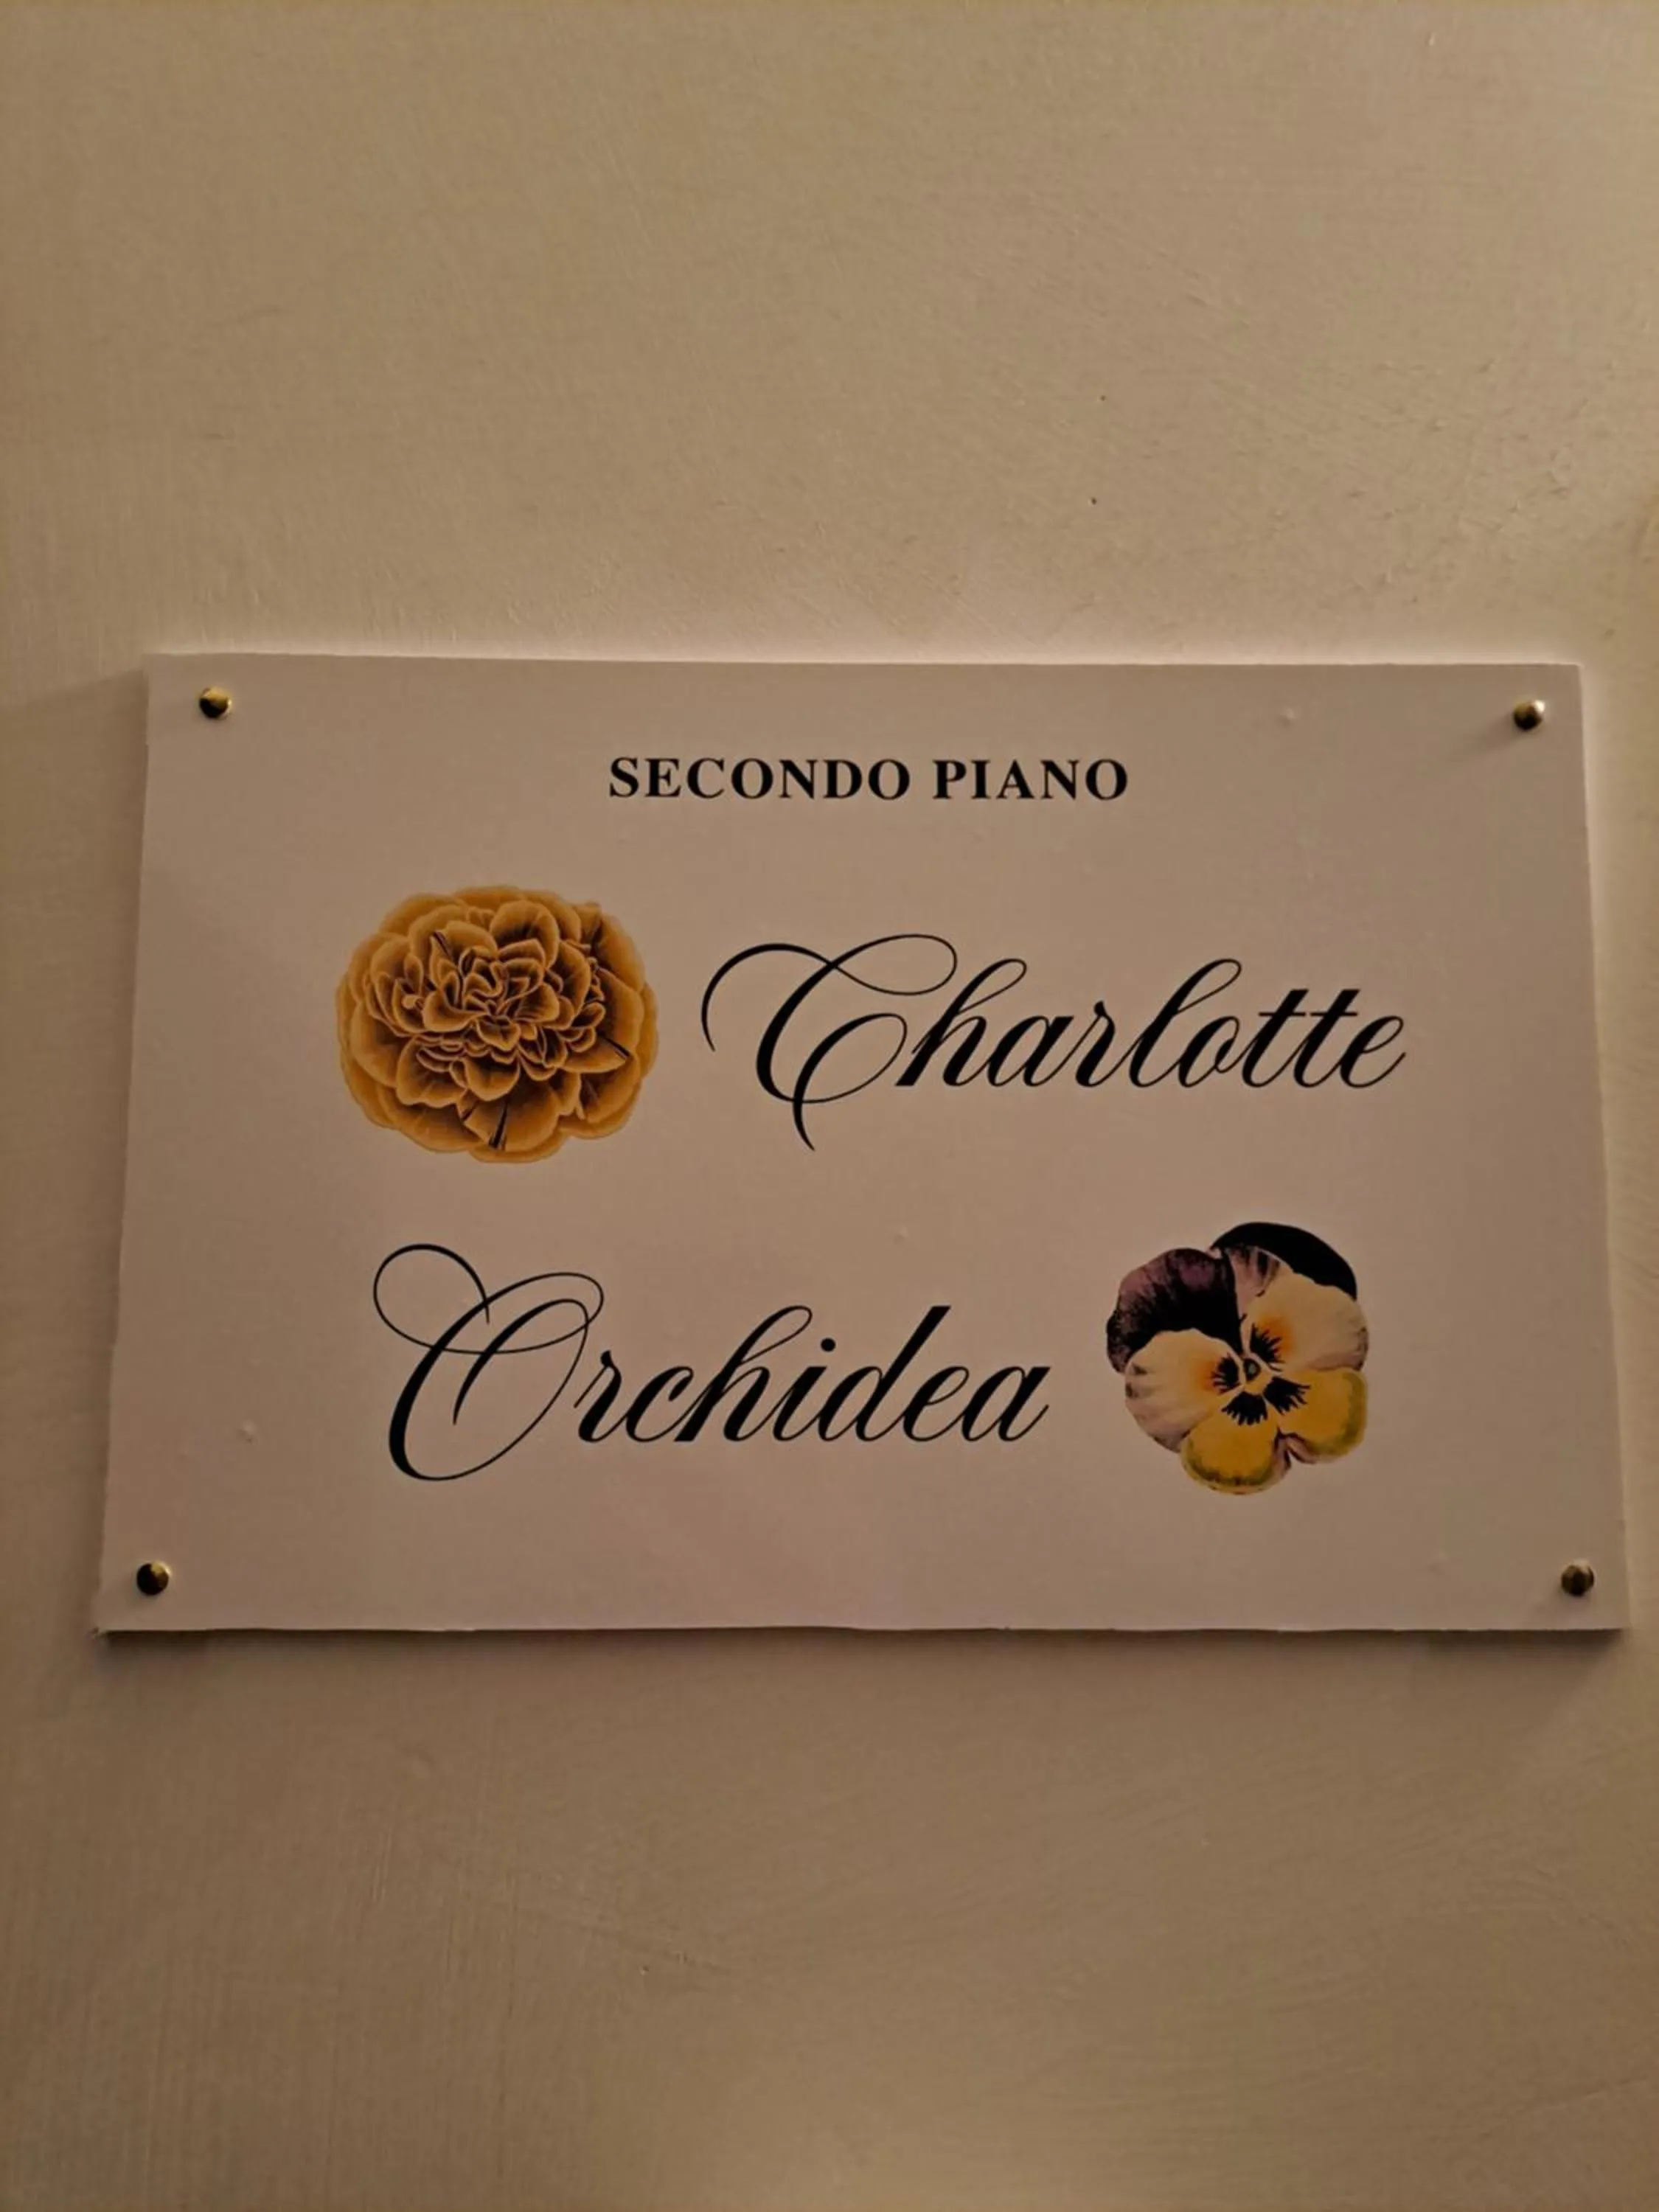 SECONDO PIANO
Charlotte
Orchidea